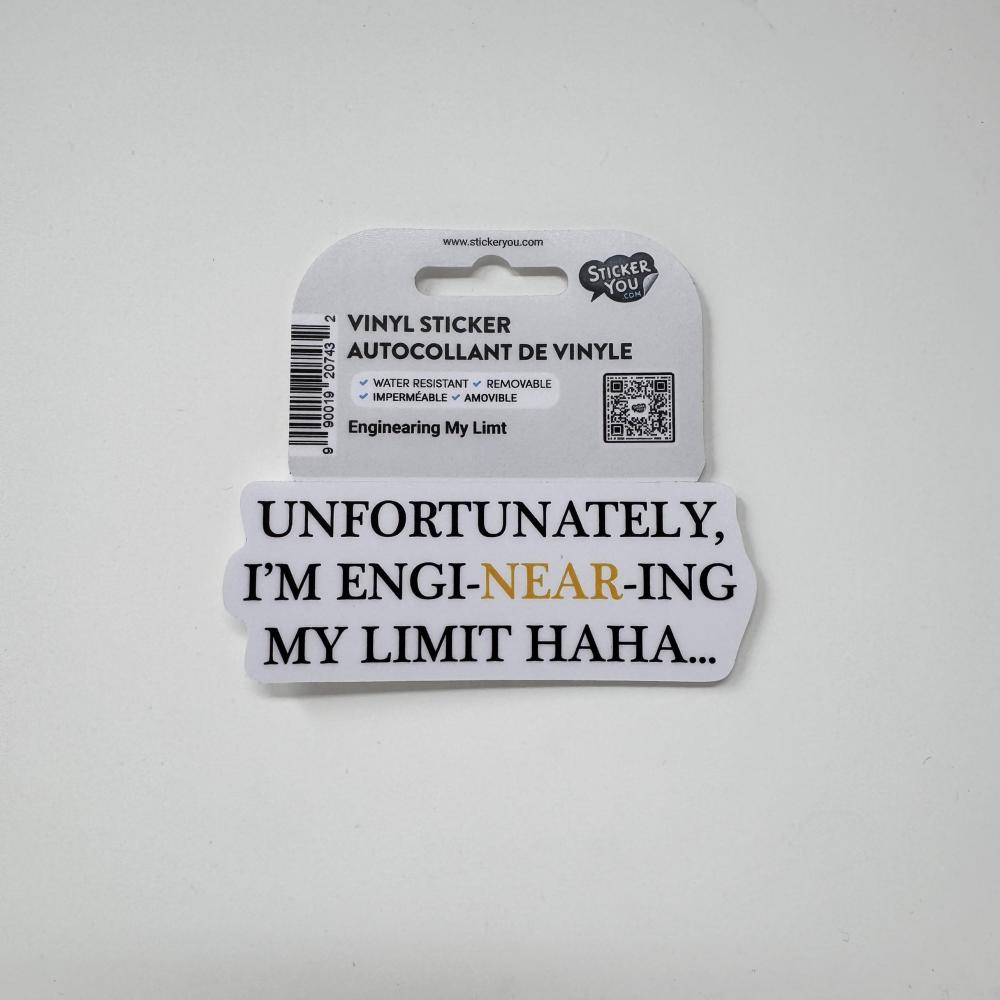 www.stickeryou.com
STICKER
YOU
.COM
VINYL STICKER
AUTOCOLLANT DE VINYLE
WATER RESISTANT REMOVABLE
IMPERMÉABLE AMOVIBLE
Enginearing My Limt
9 90019 20743 2
UNFORTUNATELY,
I'M ENGI-NEAR-ING
MY LIMIT HAHA...